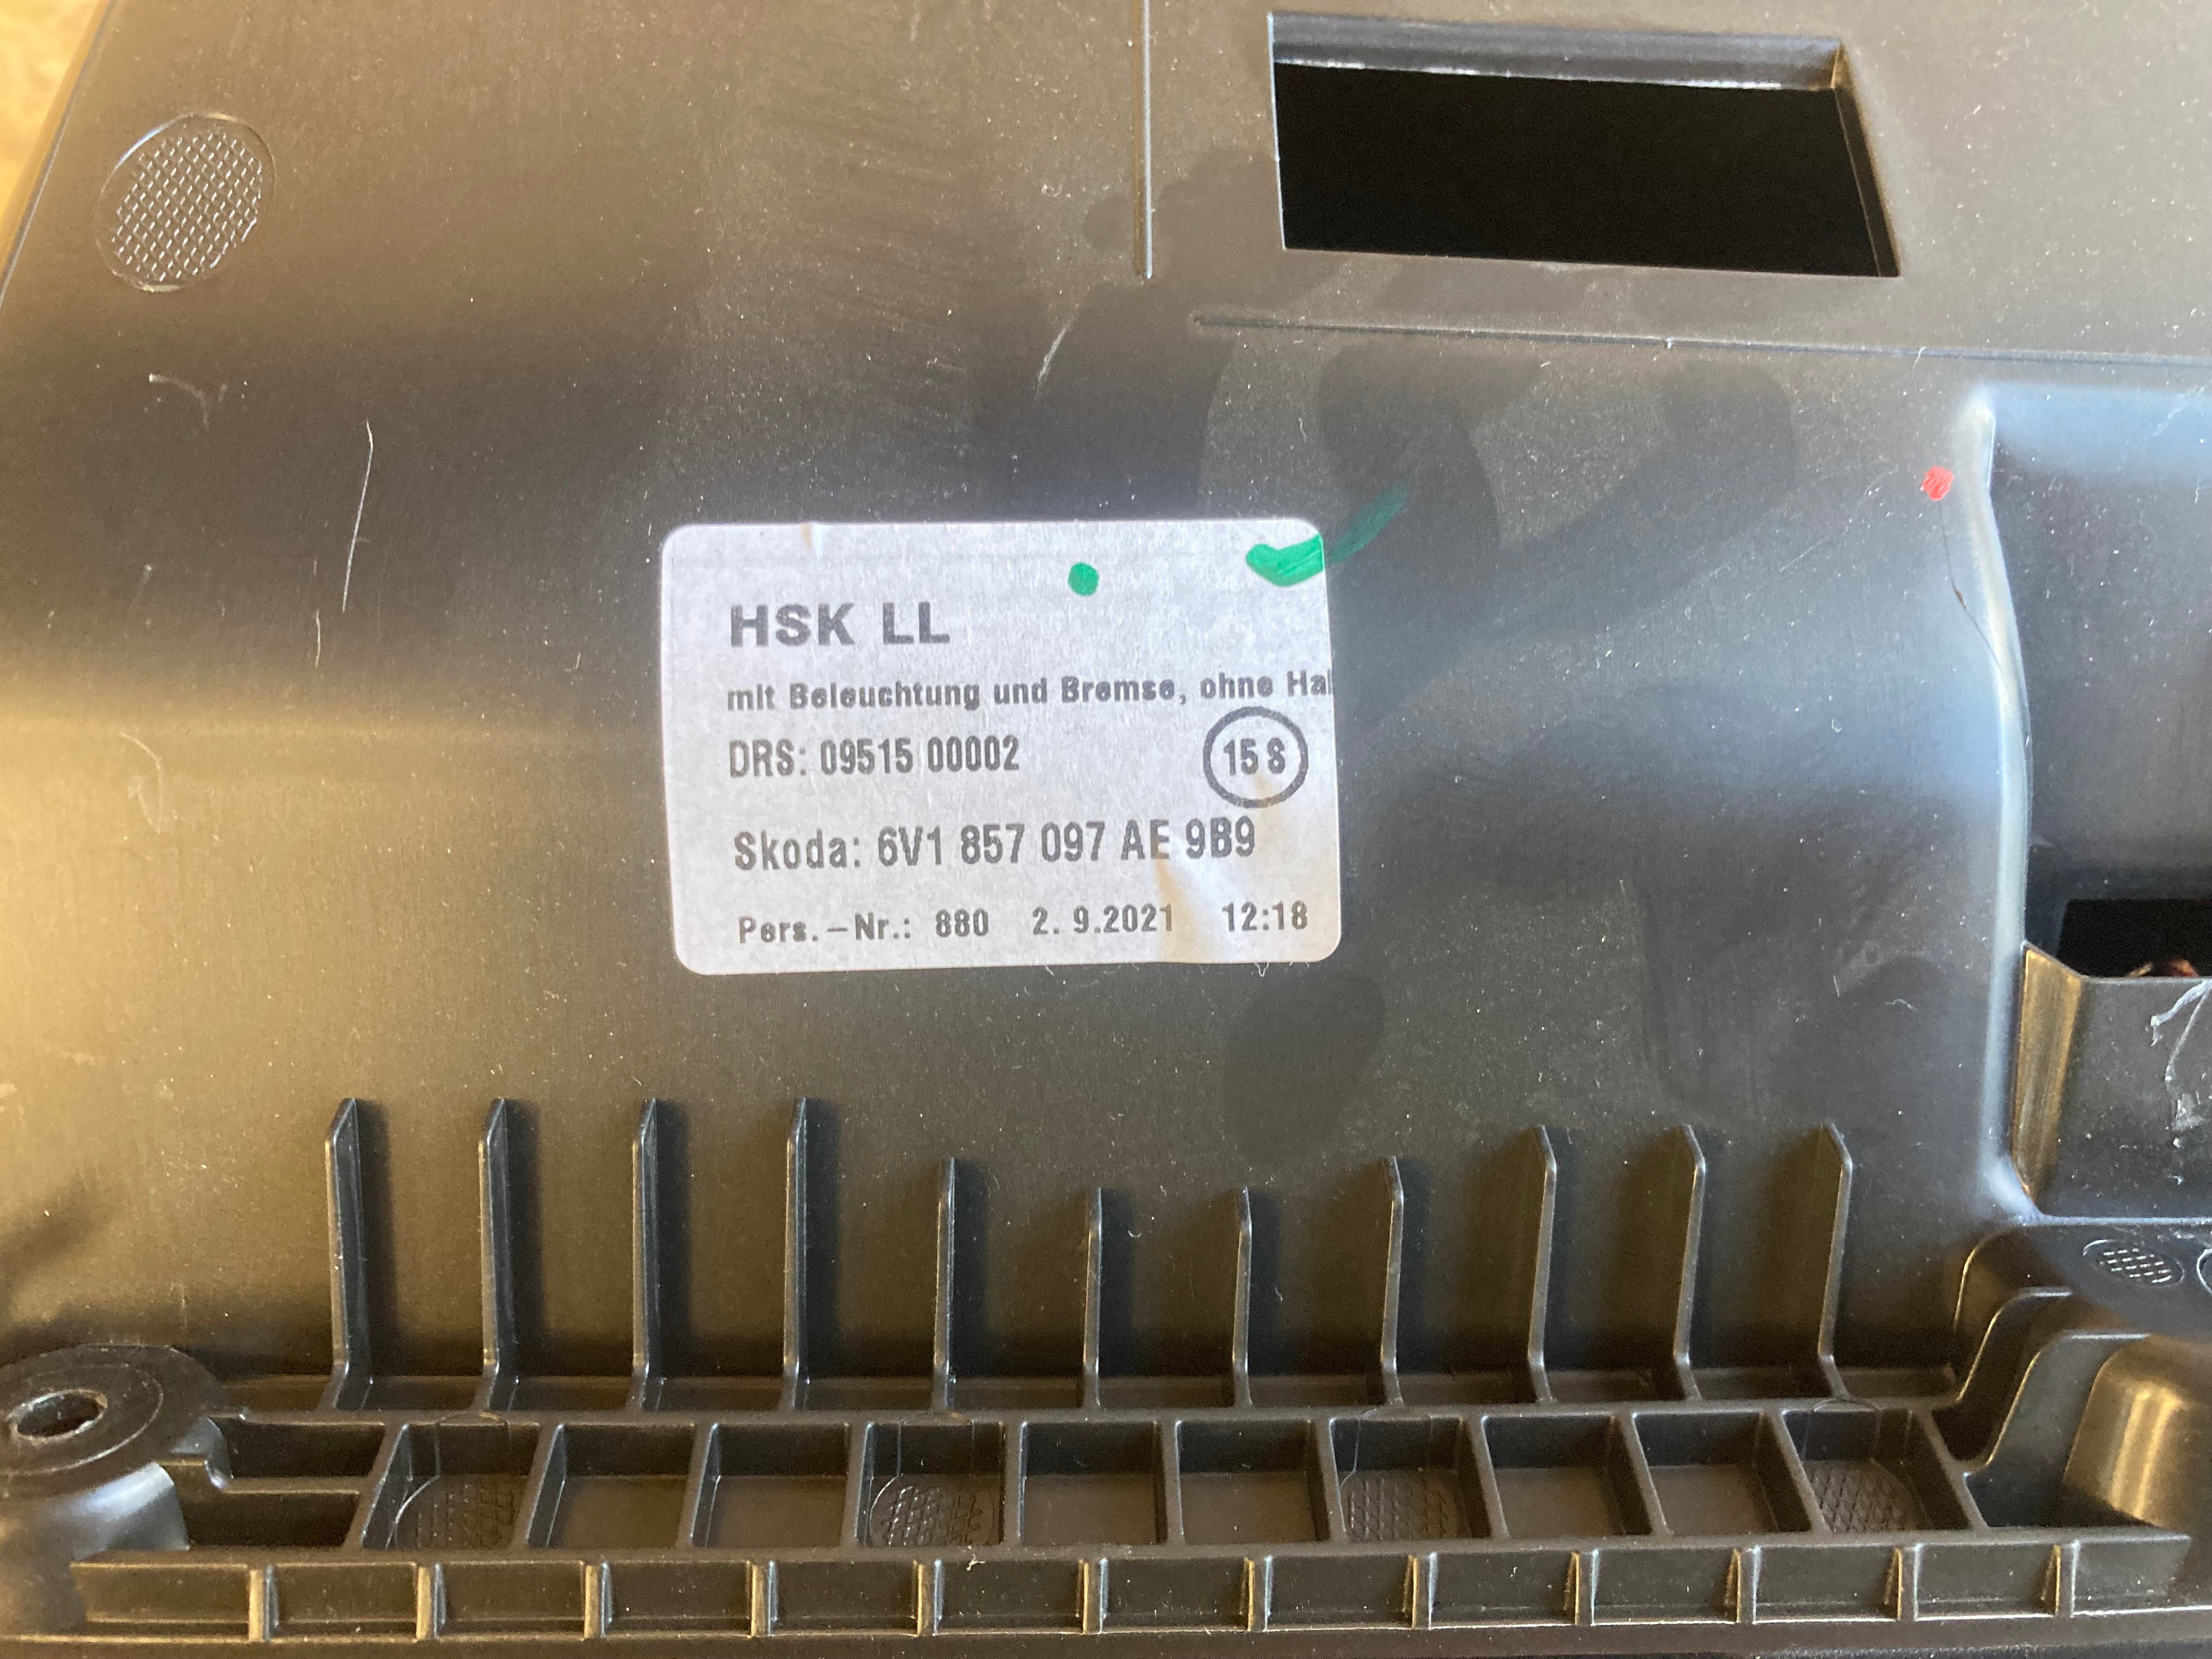 HSK LL
mit Beleuchtung und Bremse, ohne Hal
DRS: 09515 00002
15 S
Skoda: 6V1 857 097 AE 9B9
Pers.-Nr.: 880 2. 9.2021 12:18